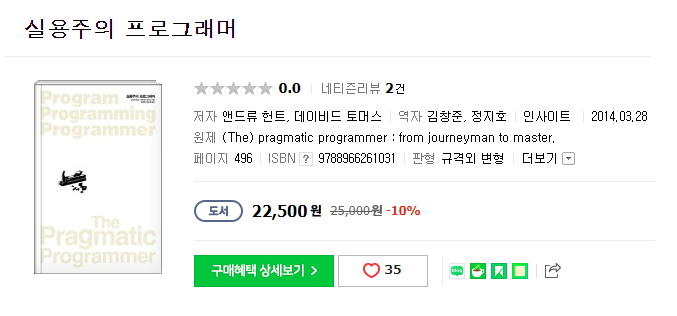 실용주의 프로그래머
0.0 네티즌리뷰 2건
저자 앤드류 헌트, 데이비드 토머스 역자 김창준, 정지호 인사이트 2014.03.28
원제 (The) pragmatic programmer : from journeyman to master.
페이지 496 ISBN ? 9788966261031 판형 규격외 변형 더보기
도서 22,500원 25,000원 -10%
구매혜택 상세보기 > 35
실용주의 프로그래머
Program
Programming
Programmer
The
Pragmatic
Programmer